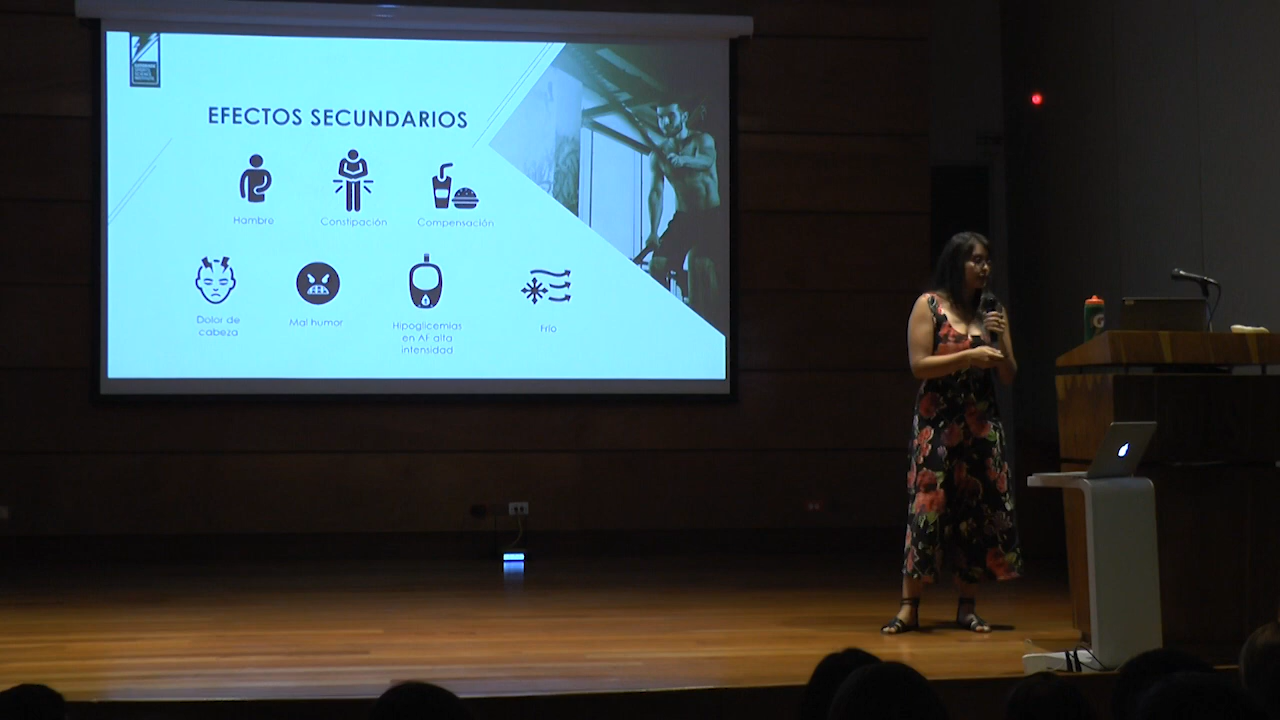 EFECTOS SECUNDARIOS
Hambre
Constipación
Compensación
Dolor de
cabeza
Mal humor
Hipoglicemias
en AF alta
intensidad
Frío